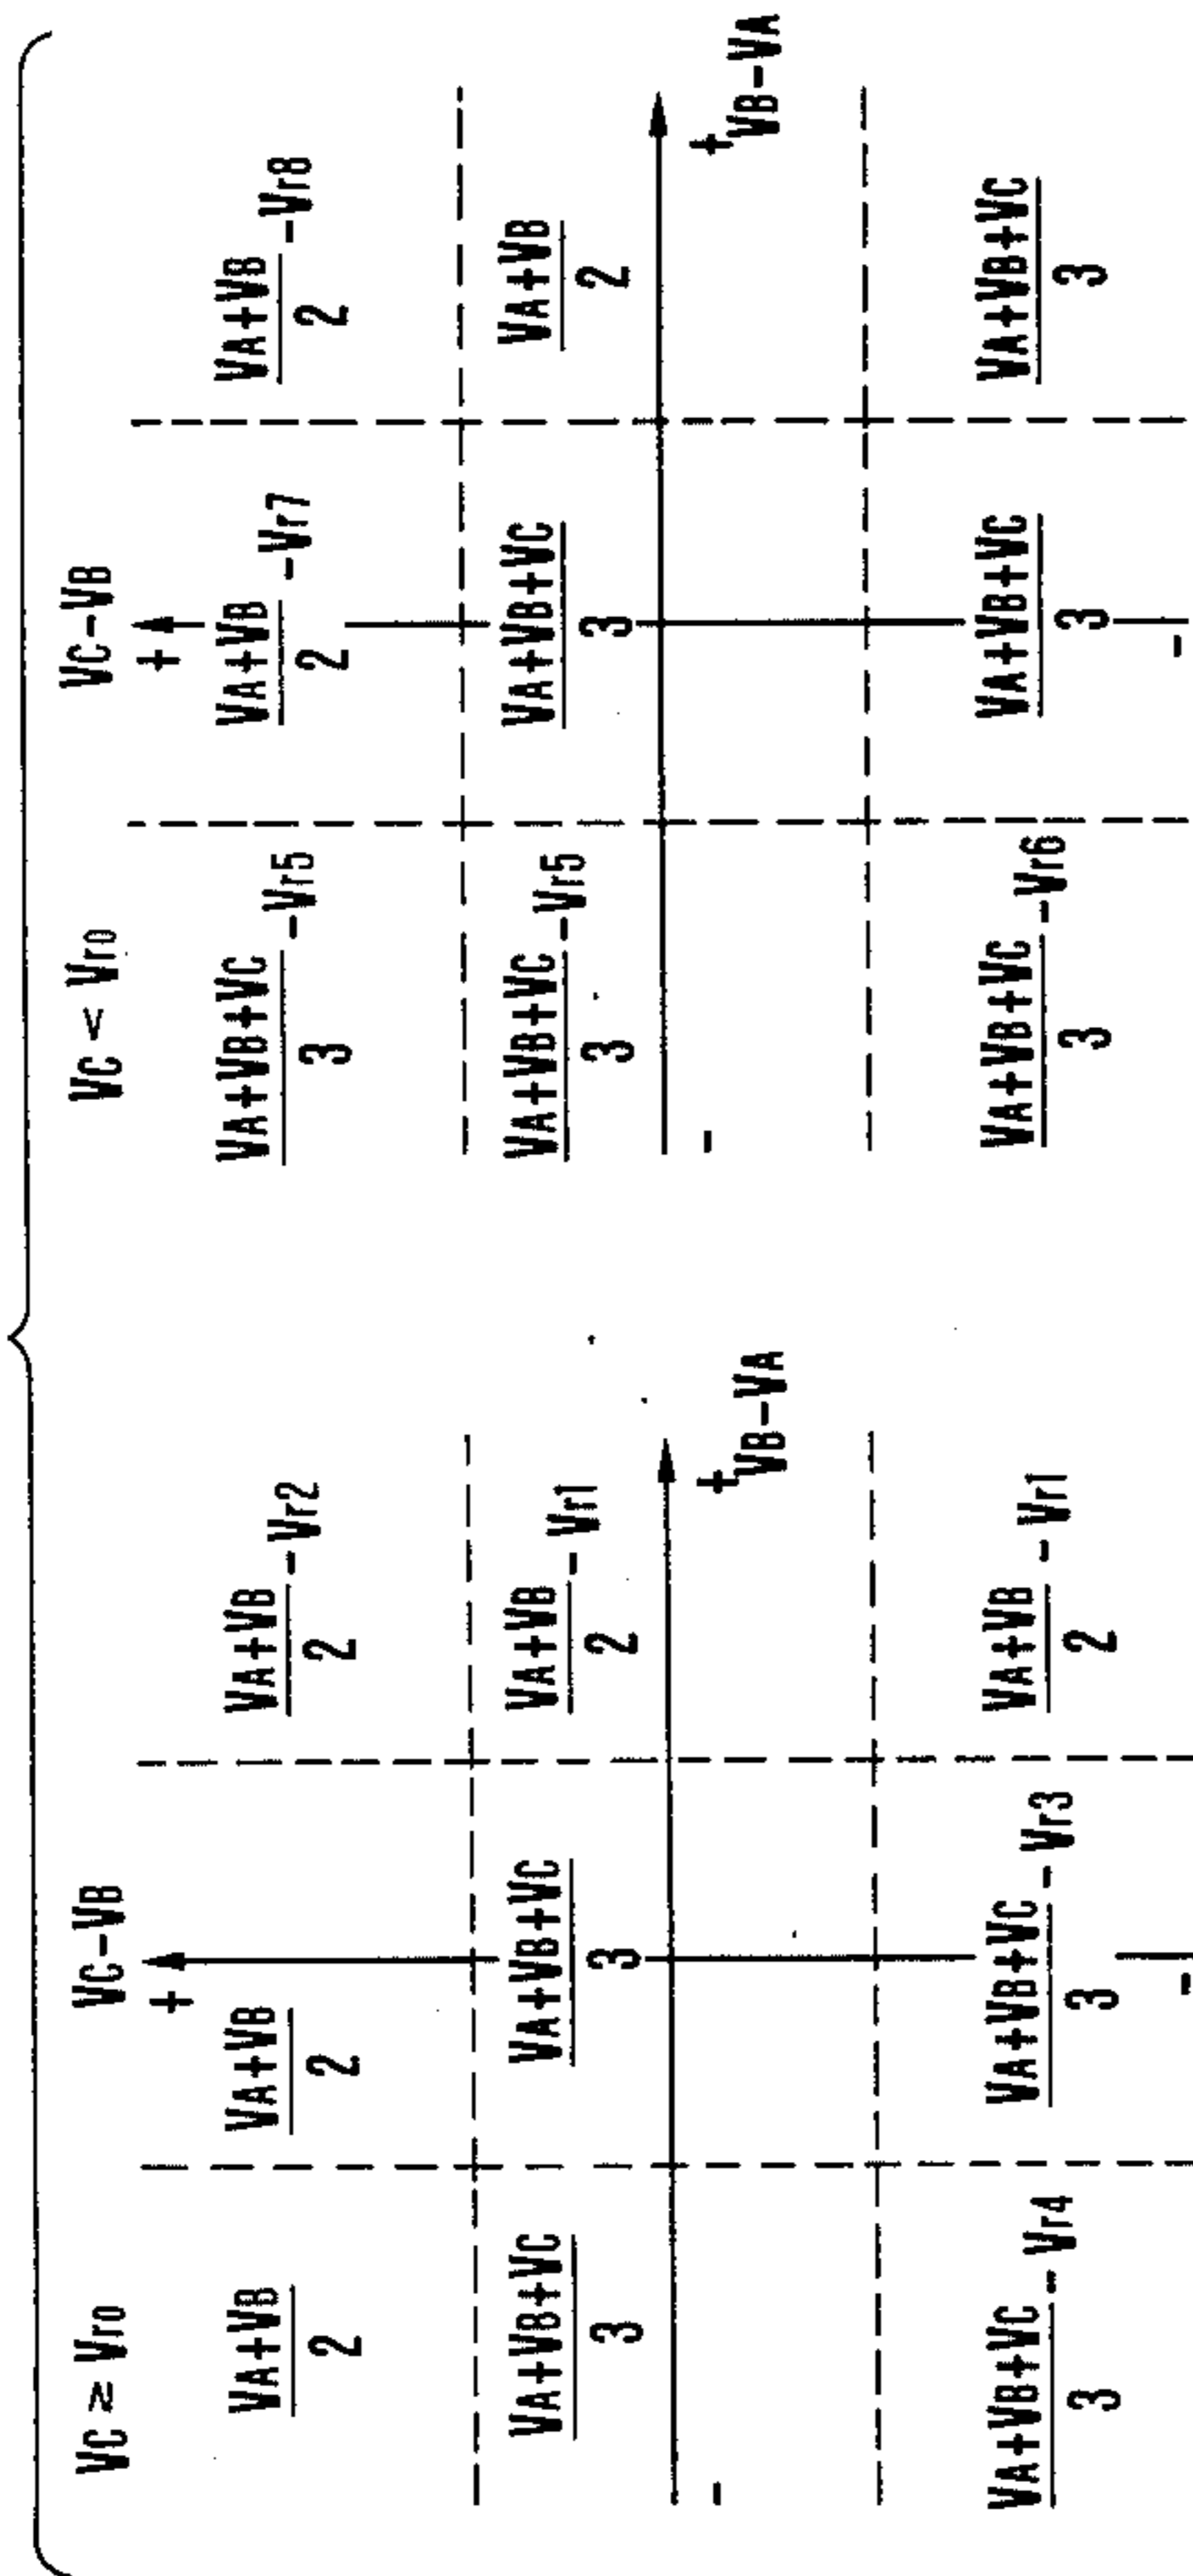 VC ≥ Vr0
VC-VB
+
VA+VB
2
VA+VB
2
VA+VB
2
-Vr2
VA+VB+VC
3
VA+VB+VC
3
VA+VB
2
-Vr1
-
+
VB-VA
VA+VB+VC
3
-Vr4
VA+VB+VC
3
-Vr3
VA+VB
2
-Vr1
-
VC < Vr0
VC-VB
+
VA+VB+VC
3
-Vr5
VA+VB
2
-Vr7
VA+VB
2
-Vr8
VA+VB+VC
3
-Vr5
VA+VB+VC
3
VA+VB
2
-
+
VB-VA
VA+VB+VC
3
-Vr6
VA+VB+VC
3
VA+VB+VC
3
-